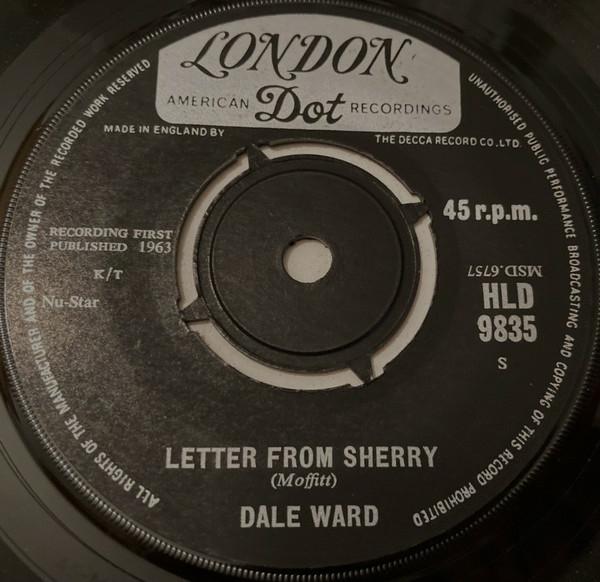 LONDON
AMERICAN Dot RECORDINGS
MADE IN ENGLAND BY THE DECCA RECORD CO. LTD.
ALL RIGHTS OF THE MANUFACTURER AND OF THE OWNER OF THE RECORDED WORK RESERVED
UNAUTHORISED PUBLIC PERFORMANCE BROADCASTING AND COPYING OF THIS RECORD PROHIBITED
45 r.p.m.
RECORDING FIRST
PUBLISHED 1963
K/T
Nu-Star
MSD.6757
HLD
9835
S
LETTER FROM SHERRY
(Moffitt)
DALE WARD